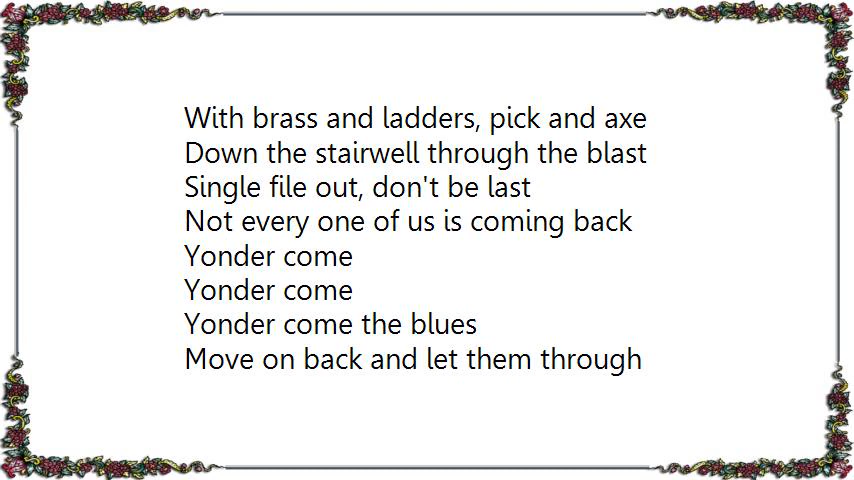 With brass and ladders, pick and axe
Down the stairwell through the blast
Single file out, don't be last
Not every one of us is coming back
Yonder come
Yonder come
Yonder come the blues
Move on back and let them through